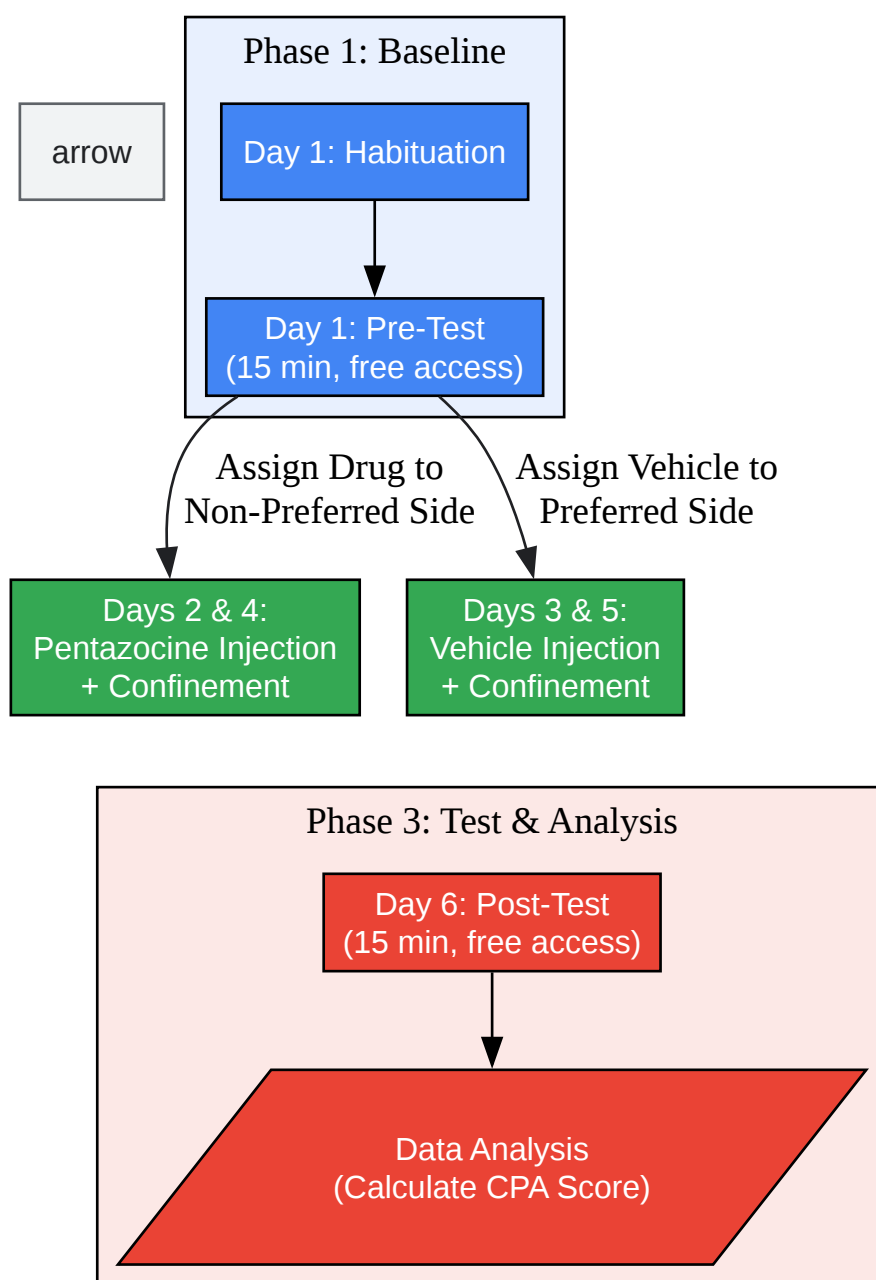 Phase 1: Baseline
arrow
Day 1: Habituation
Day 1: Pre-Test
(15 min, free access)
Assign Drug to
Non-Preferred Side
Assign Vehicle to
Preferred Side
Days 2 & 4:
Pentazocine Injection
+ Confinement
Days 3 & 5:
Vehicle Injection
+ Confinement
Phase 3: Test & Analysis
Day 6: Post-Test
(15 min, free access)
Data Analysis
(Calculate CPA Score)